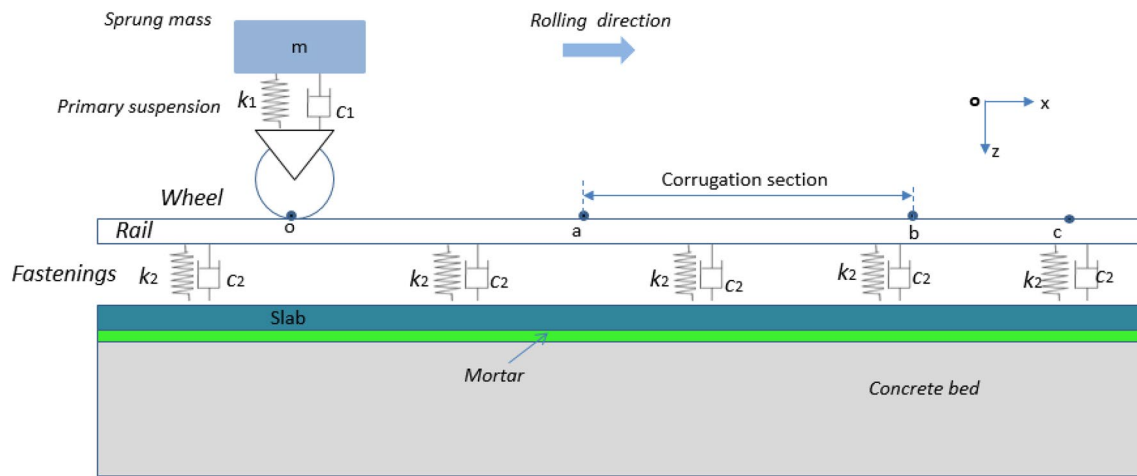 Sprung mass
Rolling direction
m
Primary suspension
k1
c1
o
x
z
Corrugation section
Wheel
Rail
o
a
b
c
Fastenings
k2
c2
k2
c2
k2
c2
k2
c2
k2
c2
Slab
Mortar
Concrete bed